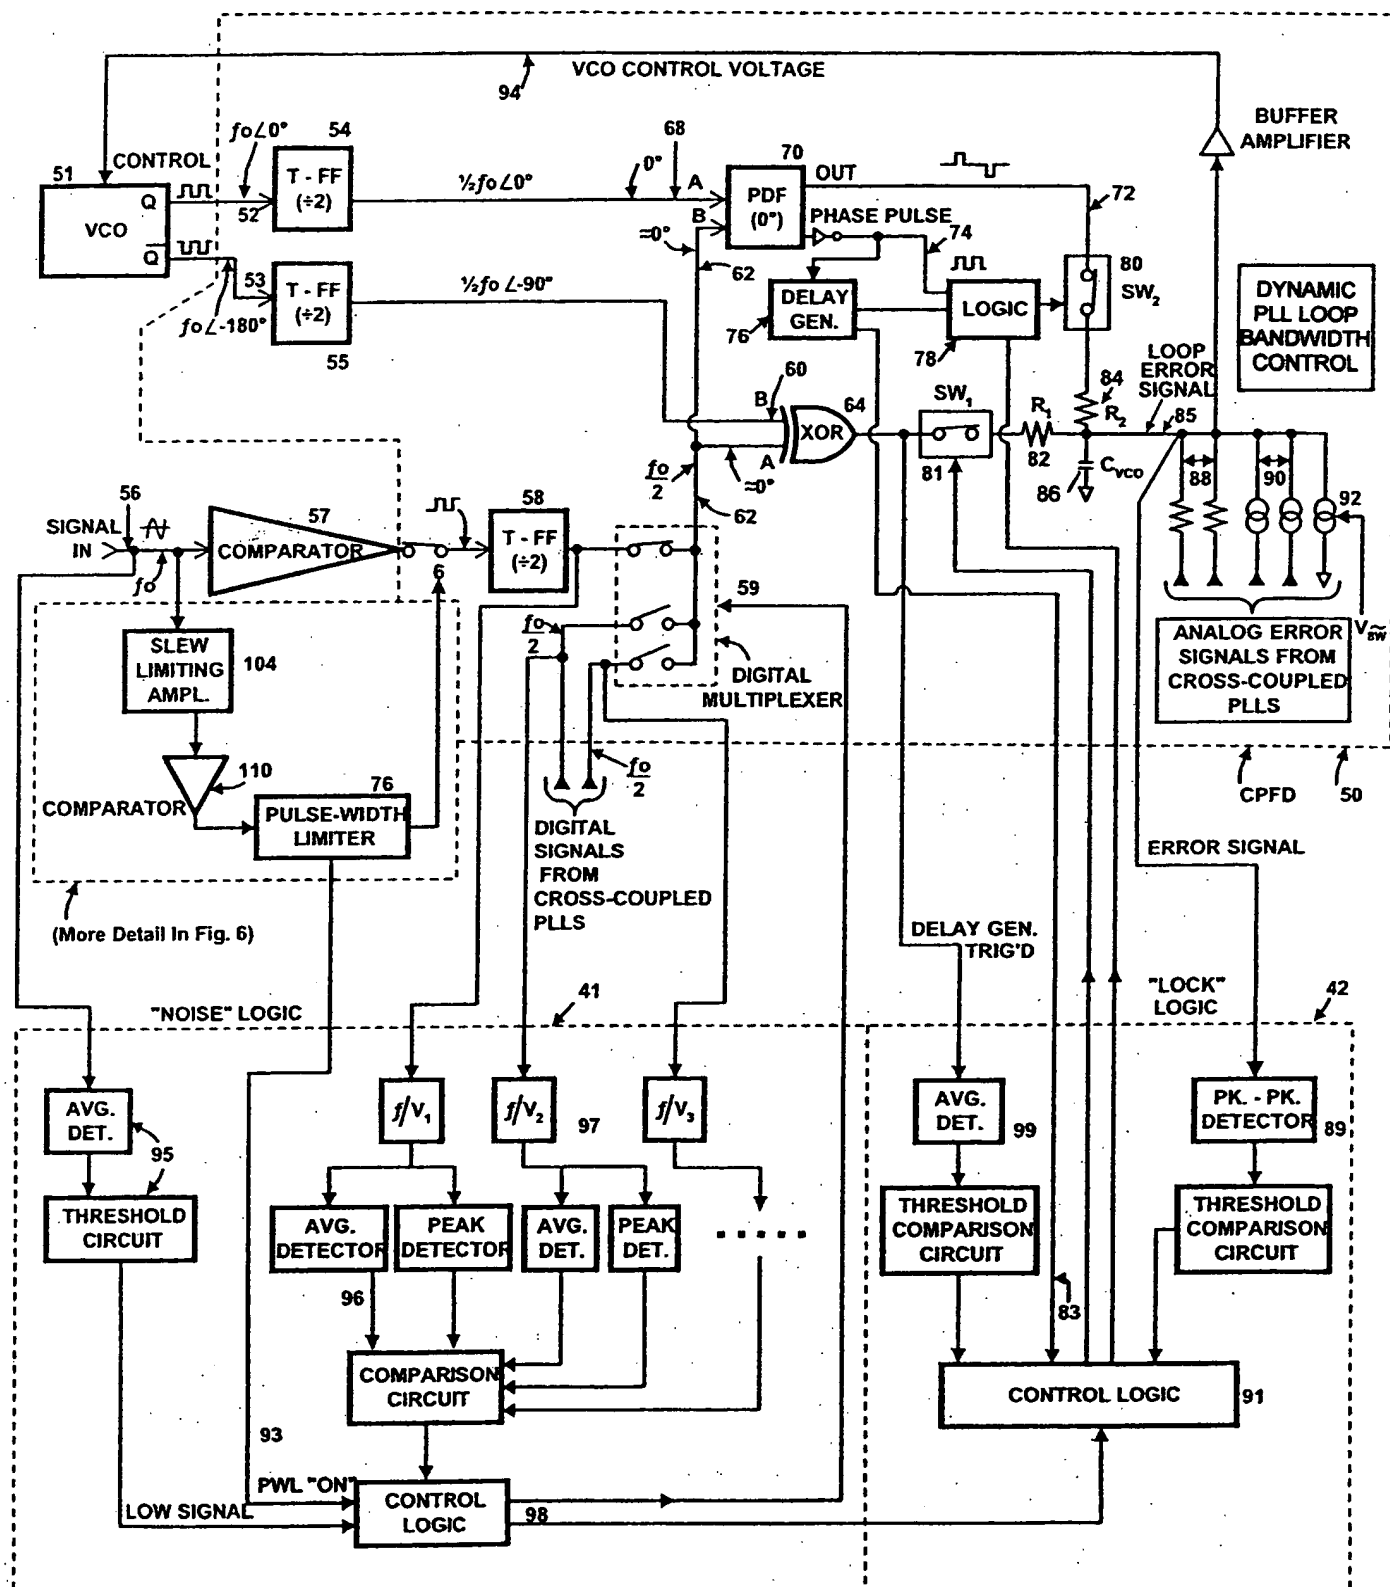 VCO CONTROL VOLTAGE
94
BUFFER
AMPLIFIER
fo∠0°
54
68
70
OUT
CONTROL
51
VCO
Q
Q̅
52
T - FF
(÷2)
½fo∠0°
0°
A
B
PDF
(0°)
≈0°
PHASE PULSE
72
74
62
53
fo∠-180°
T - FF
(÷2)
55
½fo ∠-90°
DELAY
GEN.
76
LOGIC
78
80
SW2
DYNAMIC
PLL LOOP
BANDWIDTH
CONTROL
LOOP
ERROR
SIGNAL
84
R2
85
60
B
A
XOR
64
SW1
81
R1
82
86
CVCO
88
90
92
≈0°
fo
2
62
56
SIGNAL
IN
fo
57
COMPARATOR
6
58
T - FF
(÷2)
59
DIGITAL
MULTIPLEXER
fo
2
fo
2
VSW
ANALOG ERROR
SIGNALS FROM
CROSS-COUPLED
PLLS
SLEW
LIMITING
AMPL.
104
110
COMPARATOR
76
PULSE-WIDTH
LIMITER
DIGITAL
SIGNALS
FROM
CROSS-COUPLED
PLLS
CPFD
50
ERROR SIGNAL
(More Detail In Fig. 6)
DELAY GEN.
TRIG'D
"NOISE" LOGIC
41
"LOCK"
LOGIC
42
AVG.
DET.
95
THRESHOLD
CIRCUIT
f/V1
f/V2
97
f/V3
AVG.
DETECTOR
PEAK
DETECTOR
AVG.
DET.
PEAK
DET.
96
COMPARISON
CIRCUIT
AVG.
DET.
99
THRESHOLD
COMPARISON
CIRCUIT
PK. - PK.
DETECTOR
89
THRESHOLD
COMPARISON
CIRCUIT
83
CONTROL LOGIC
91
93
PWL "ON"
LOW SIGNAL
CONTROL
LOGIC
98